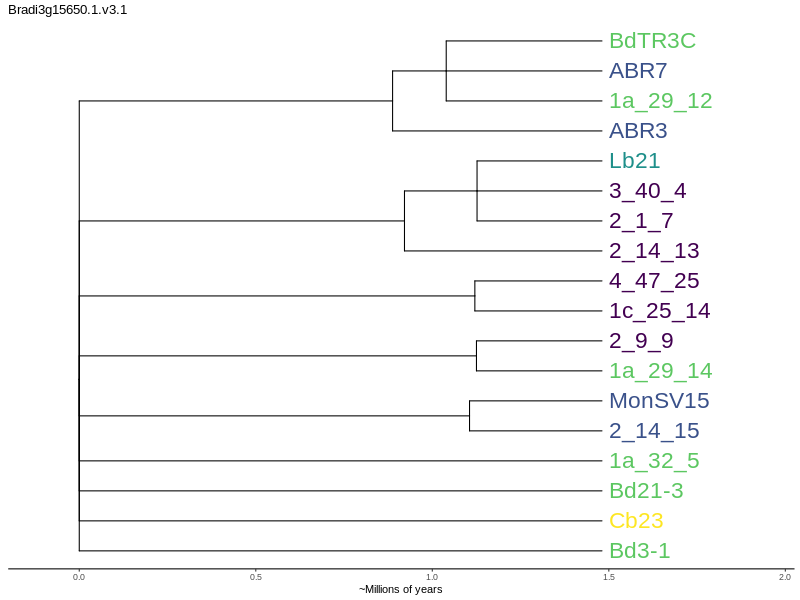 Bradi3g15650.1.v3.1
BdTR3C
ABR7
1a_29_12
ABR3
Lb21
3_40_4
2_1_7
2_14_13
4_47_25
1c_25_14
2_9_9
1a_29_14
MonSV15
2_14_15
1a_32_5
Bd21-3
Cb23
Bd3-1
0.0 0.5 1.0 1.5 2.0
~Millions of years